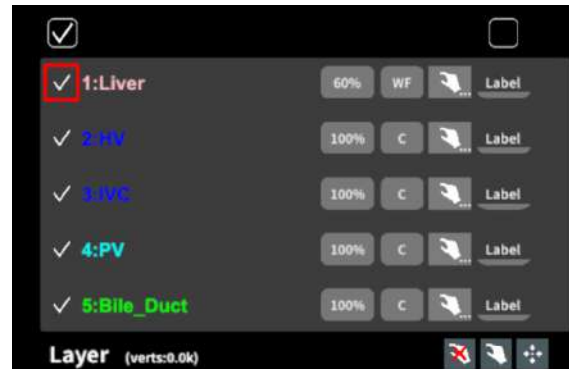 1:Liver 60% WF Label
2:HV 100% C Label
3:IVC 100% C Label
4:PV 100% C Label
5:Bile_Duct 100% C Label
Layer (verts:0.0k)